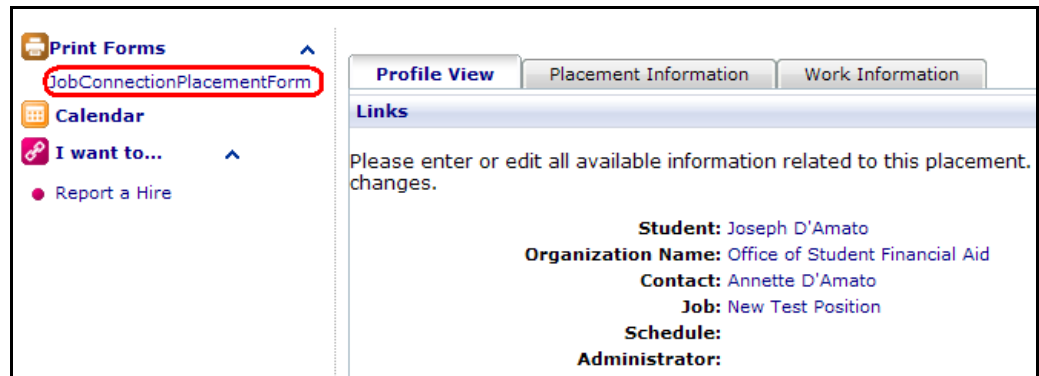 Print Forms
JobConnectionPlacementForm
Calendar
I want to...
Report a Hire
Profile View
Placement Information
Work Information
Links
Please enter or edit all available information related to this placement.
changes.
Student: Joseph D'Amato
Organization Name: Office of Student Financial Aid
Contact: Annette D'Amato
Job: New Test Position
Schedule:
Administrator: